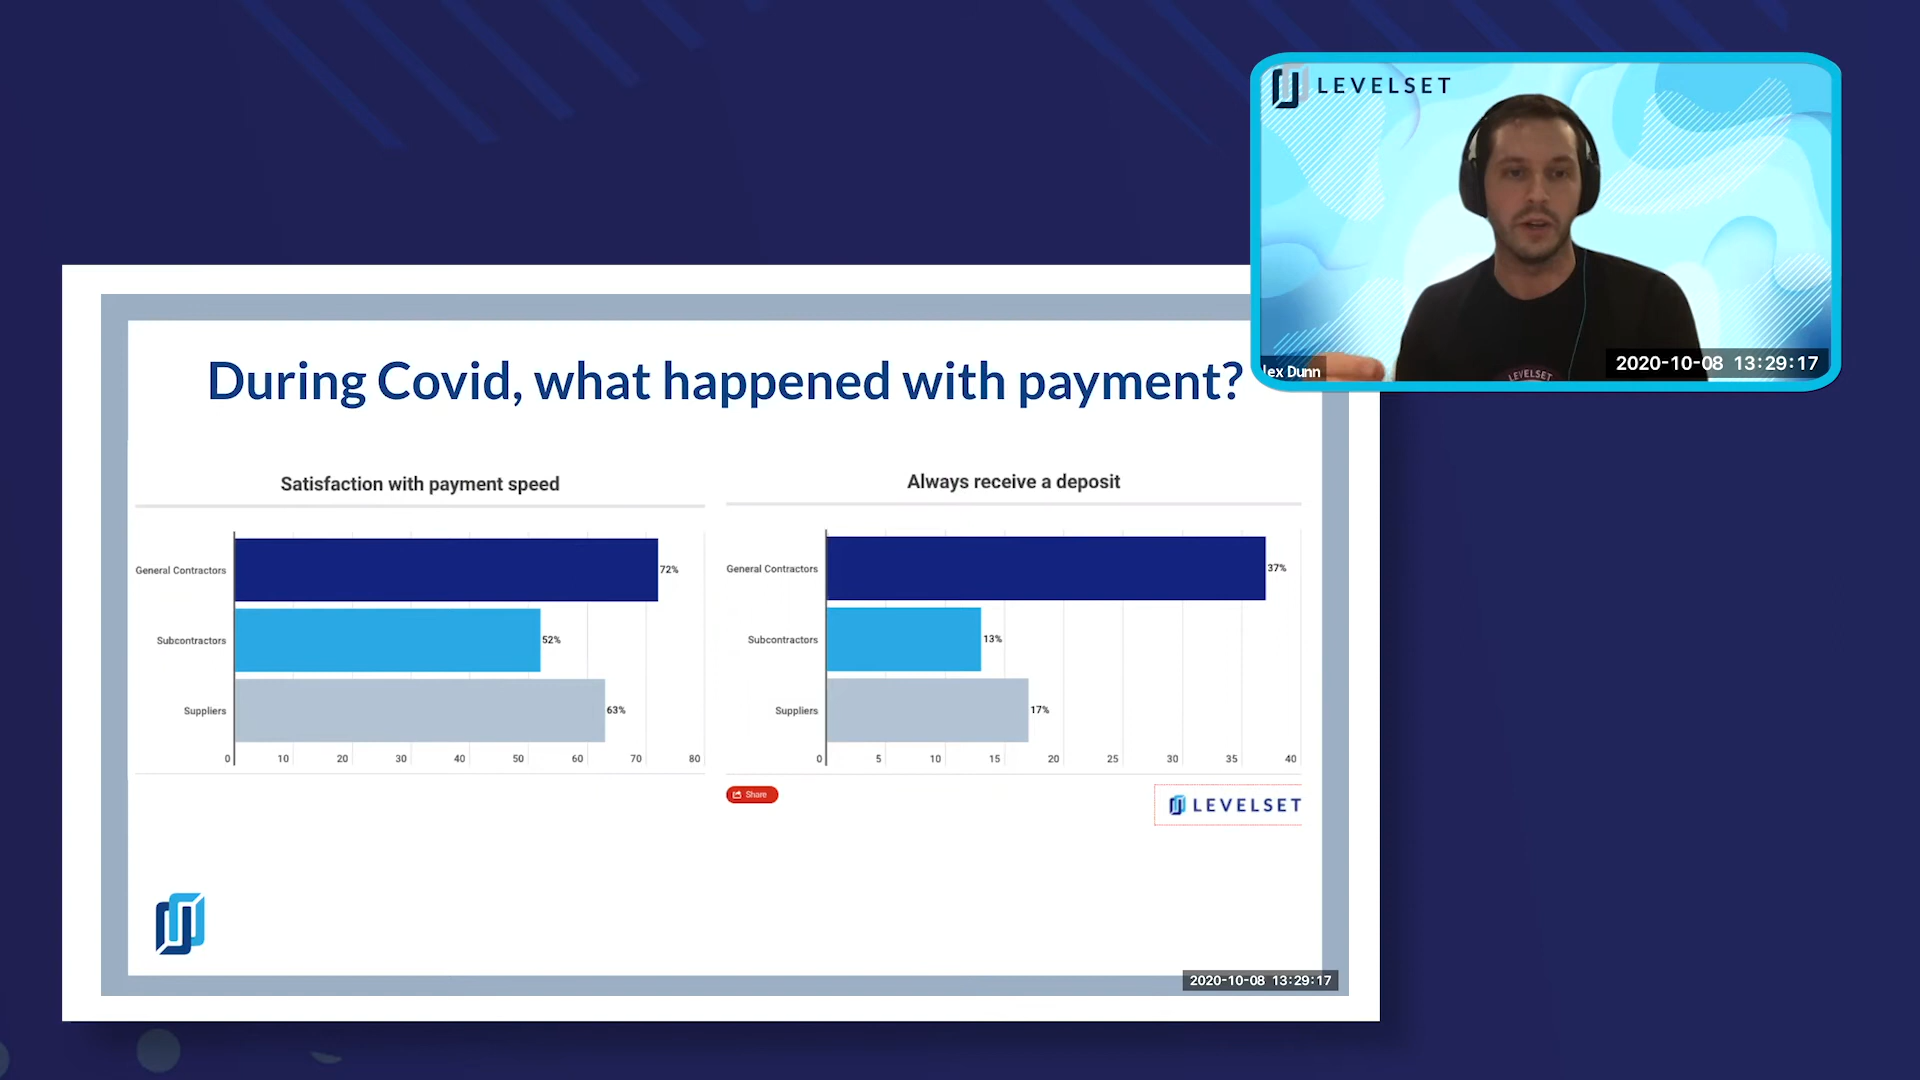 LEVELSET
LEVELSET
lex Dunn
2020-10-08 13:29:17
During Covid, what happened with payment?
Satisfaction with payment speed
General Contractors
72%
Subcontractors
52%
Suppliers
63%
0 10 20 30 40 50 60 70 80
Always receive a deposit
General Contractors
37%
Subcontractors
13%
Suppliers
17%
0 5 10 15 20 25 30 35 40
Share
LEVELSET
2020-10-08 13:29:17